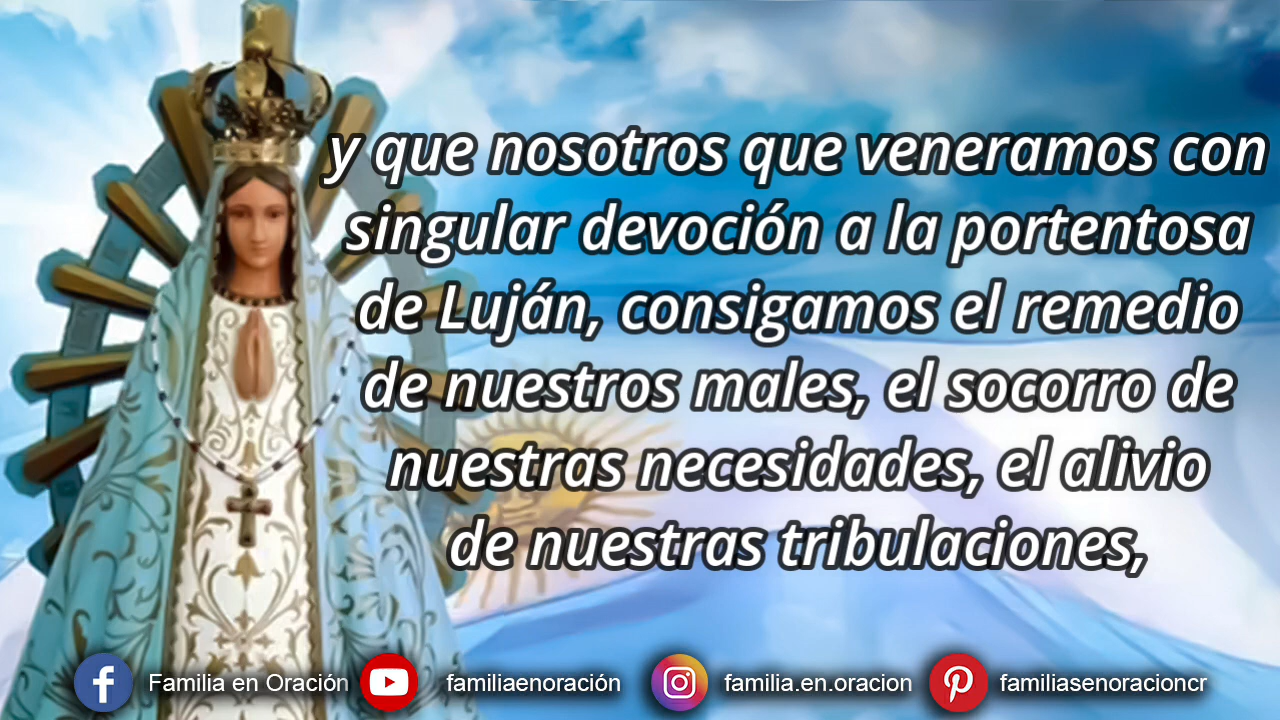 y que nosotros que veneramos con
singular devoción a la portentosa
de Luján, consigamos el remedio
de nuestros males, el socorro de
nuestras necesidades, el alivio
de nuestras tribulaciones,
Familia en Oración familiaenoración familia.en.oracion familiasenoracioncr